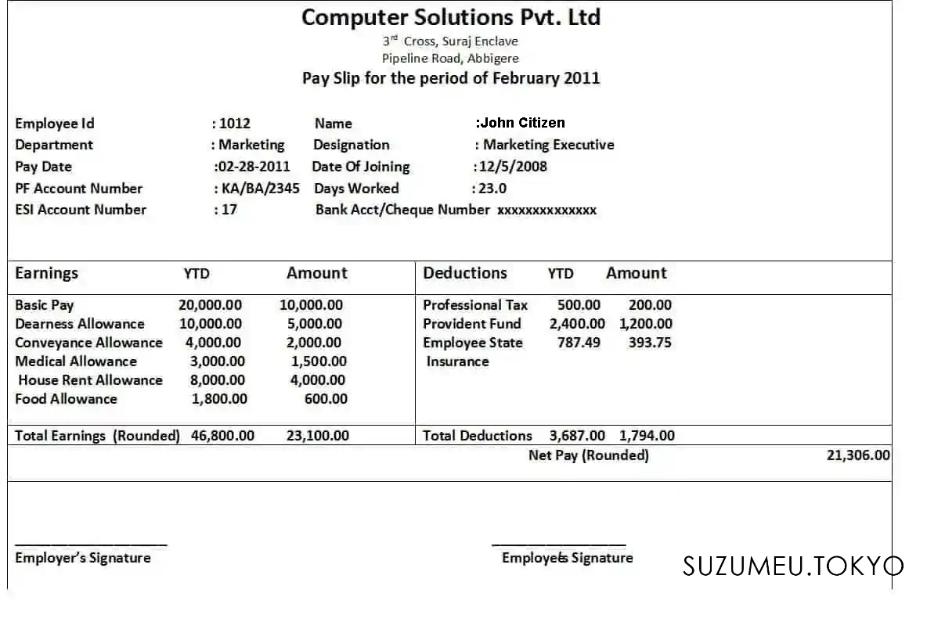 Computer Solutions Pvt. Ltd
3rd Cross, Suraj Enclave
Pipeline Road, Abbigere
Pay Slip for the period of February 2011
Employee Id : 1012 Name :John Citizen
Department : Marketing Designation : Marketing Executive
Pay Date :02-28-2011 Date Of Joining :12/5/2008
PF Account Number : KA/BA/2345 Days Worked :23.0
ESI Account Number : 17 Bank Acct/Cheque Number xxxxxxxxxxxxxx
Earnings YTD Amount Deductions YTD Amount
Basic Pay 20,000.00 10,000.00 Professional Tax 500.00 200.00
Dearness Allowance 10,000.00 5,000.00 Provident Fund 2,400.00 1,200.00
Conveyance Allowance 4,000.00 2,000.00 Employee State 787.49 393.75
Medical Allowance 3,000.00 1,500.00 Insurance
House Rent Allowance 8,000.00 4,000.00
Food Allowance 1,800.00 600.00
Total Earnings (Rounded) 46,800.00 23,100.00 Total Deductions 3,687.00 1,794.00
Net Pay (Rounded) 21,306.00
Employer's Signature Employee's Signature
SUZUMEU.TOKYO